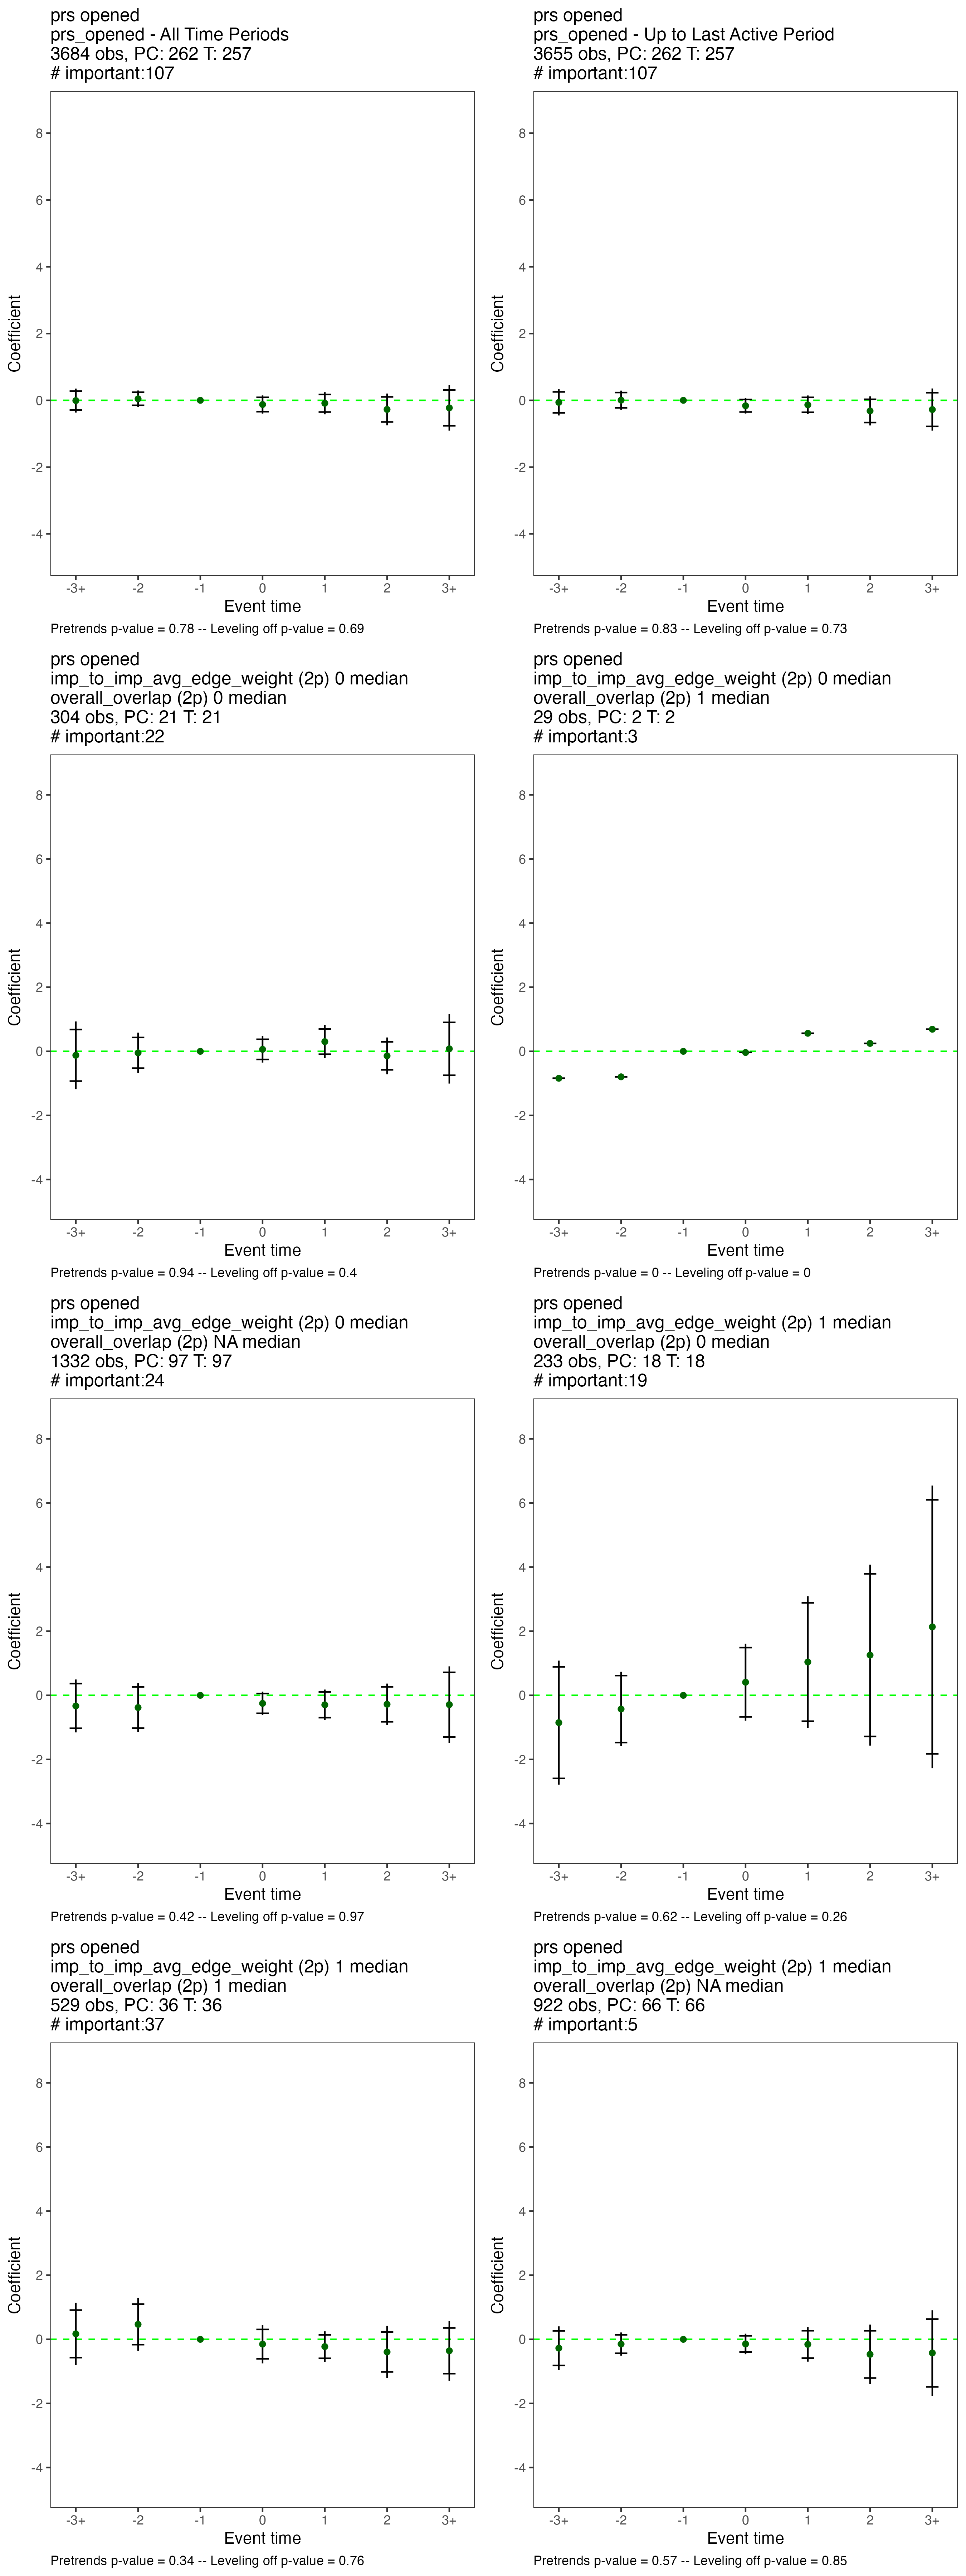 prs opened
prs_opened - All Time Periods
3684 obs, PC: 262 T: 257
# important:107
8
6
4
2
0
-2
-4
Coefficient
-3+ -2 -1 0 1 2 3+
Event time
Pretrends p-value = 0.78 -- Leveling off p-value = 0.69
prs opened
prs_opened - Up to Last Active Period
3655 obs, PC: 262 T: 257
# important:107
8
6
4
2
0
-2
-4
Coefficient
-3+ -2 -1 0 1 2 3+
Event time
Pretrends p-value = 0.83 -- Leveling off p-value = 0.73
prs opened
imp_to_imp_avg_edge_weight (2p) 0 median
overall_overlap (2p) 0 median
304 obs, PC: 21 T: 21
# important:22
8
6
4
2
0
-2
-4
Coefficient
-3+ -2 -1 0 1 2 3+
Event time
Pretrends p-value = 0.94 -- Leveling off p-value = 0.4
prs opened
imp_to_imp_avg_edge_weight (2p) 0 median
overall_overlap (2p) 1 median
29 obs, PC: 2 T: 2
# important:3
8
6
4
2
0
-2
-4
Coefficient
-3+ -2 -1 0 1 2 3+
Event time
Pretrends p-value = 0 -- Leveling off p-value = 0
prs opened
imp_to_imp_avg_edge_weight (2p) 0 median
overall_overlap (2p) NA median
1332 obs, PC: 97 T: 97
# important:24
8
6
4
2
0
-2
-4
Coefficient
-3+ -2 -1 0 1 2 3+
Event time
Pretrends p-value = 0.42 -- Leveling off p-value = 0.97
prs opened
imp_to_imp_avg_edge_weight (2p) 1 median
overall_overlap (2p) 0 median
233 obs, PC: 18 T: 18
# important:19
8
6
4
2
0
-2
-4
Coefficient
-3+ -2 -1 0 1 2 3+
Event time
Pretrends p-value = 0.62 -- Leveling off p-value = 0.26
prs opened
imp_to_imp_avg_edge_weight (2p) 1 median
overall_overlap (2p) 1 median
529 obs, PC: 36 T: 36
# important:37
8
6
4
2
0
-2
-4
Coefficient
-3+ -2 -1 0 1 2 3+
Event time
Pretrends p-value = 0.34 -- Leveling off p-value = 0.76
prs opened
imp_to_imp_avg_edge_weight (2p) 1 median
overall_overlap (2p) NA median
922 obs, PC: 66 T: 66
# important:5
8
6
4
2
0
-2
-4
Coefficient
-3+ -2 -1 0 1 2 3+
Event time
Pretrends p-value = 0.57 -- Leveling off p-value = 0.85